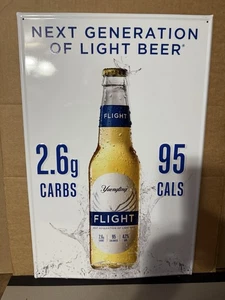 NEXT GENERATION
OF LIGHT BEER®
2.6g
CARBS
95
CALS
Yuengling
FLIGHT